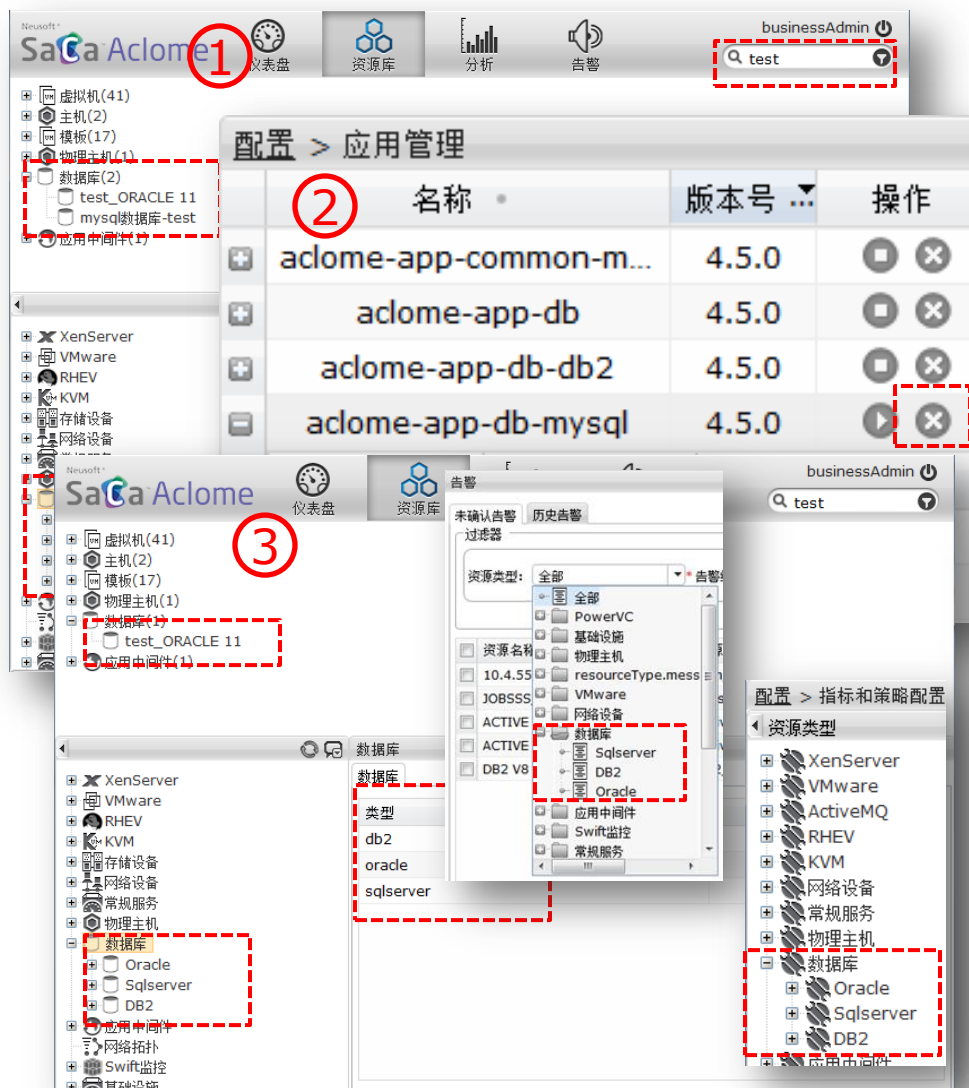 Neusoft
SaCa Aclome
①
仪表盘
资源库
分析
告警
businessAdmin
test
虚拟机(41)
主机(2)
模板(17)
物理主机(1)
数据库(2)
test_ORACLE 11
mysql数据库-test
应用中间件(1)
XenServer
VMware
RHEV
KVM
存储设备
网络设备
配置 > 应用管理
②
名称
版本号 ...
操作
aclome-app-common-m...
4.5.0
aclome-app-db
4.5.0
aclome-app-db-db2
4.5.0
aclome-app-db-mysql
4.5.0
Neusoft
SaCa Aclome
③
仪表盘
资源库
businessAdmin
test
虚拟机(41)
主机(2)
模板(17)
物理主机(1)
数据库(1)
test_ORACLE 11
应用中间件(1)
XenServer
VMware
RHEV
KVM
存储设备
网络设备
常规服务
物理主机
数据库
Oracle
Sqlserver
DB2
应用中间件
网络拓扑
Swift监控
基础设施
数据库
数据库
类型
db2
oracle
sqlserver
告警
未确认告警
历史告警
过滤器
资源类型:
全部
* 告警
全部
PowerVC
基础设施
物理主机
resourceType.mess
VMware
网络设备
数据库
Sqlserver
DB2
Oracle
应用中间件
Swift监控
常规服务
资源名称
10.4.55
JOBSSS
ACTIVE
ACTIVE
DB2 V8
配置 > 指标和策略配置
资源类型
XenServer
VMware
ActiveMQ
RHEV
KVM
网络设备
常规服务
物理主机
数据库
Oracle
Sqlserver
DB2
应用中间件